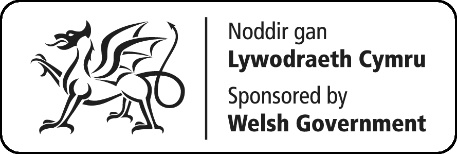 Noddir gan
Lywodraeth Cymru
Sponsored by
Welsh Government